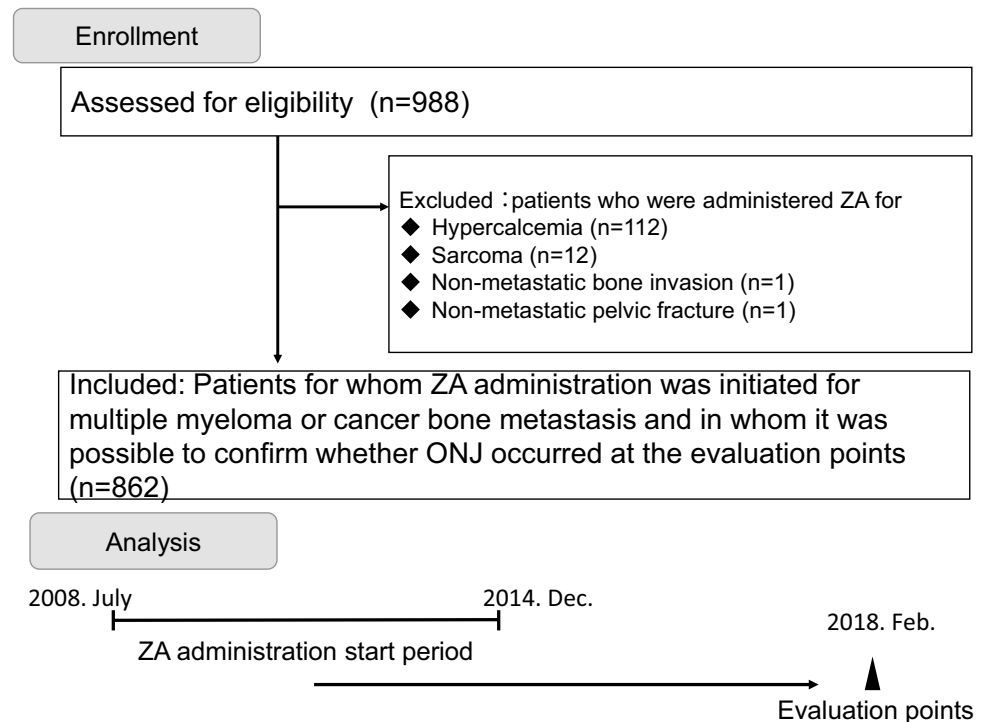 Enrollment
Assessed for eligibility (n=988)
Excluded：patients who were administered ZA for
◆ Hypercalcemia (n=112)
◆ Sarcoma (n=12)
◆ Non-metastatic bone invasion (n=1)
◆ Non-metastatic pelvic fracture (n=1)
Included: Patients for whom ZA administration was initiated for
multiple myeloma or cancer bone metastasis and in whom it was
possible to confirm whether ONJ occurred at the evaluation points
(n=862)
Analysis
2008. July
2014. Dec.
2018. Feb.
ZA administration start period
Evaluation points